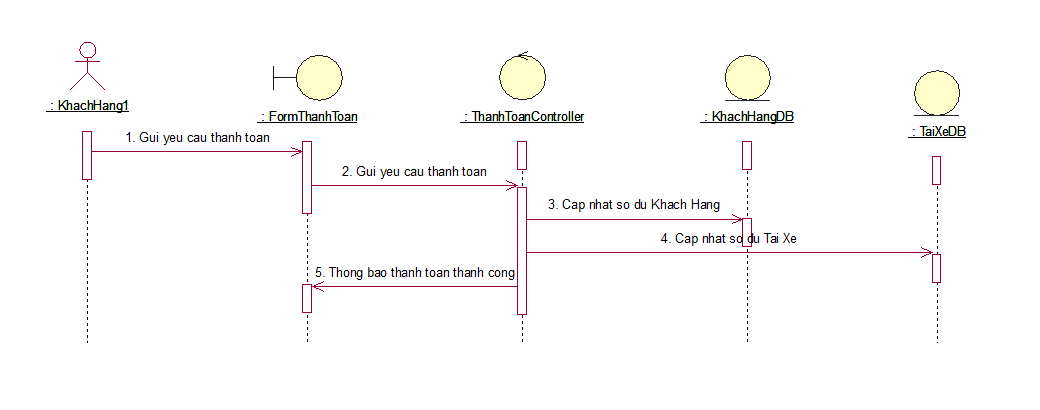 : KhachHang1
: FormThanhToan
: ThanhToanController
: KhachHangDB
: TaiXeDB
1. Gui yeu cau thanh toan
2. Gui yeu cau thanh toan
3. Cap nhat so du Khach Hang
4. Cap nhat so du Tai Xe
5. Thong bao thanh toan thanh cong